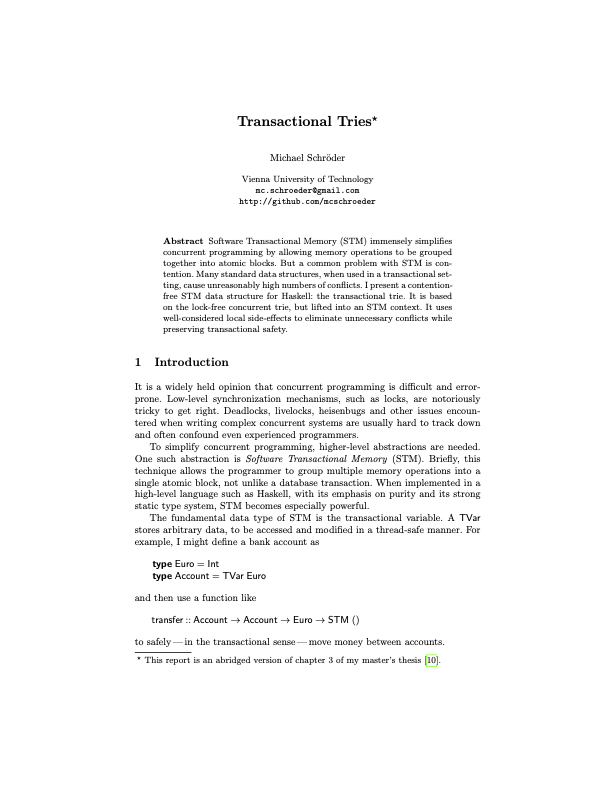 Transactional Tries⋆
Michael Schröder
Vienna University of Technology
mc.schroeder@gmail.com
http://github.com/mcschroeder
Abstract Software Transactional Memory (STM) immensely simplifies
concurrent programming by allowing memory operations to be grouped
together into atomic blocks. But a common problem with STM is con-
tention. Many standard data structures, when used in a transactional set-
ting, cause unreasonably high numbers of conflicts. I present a contention-
free STM data structure for Haskell: the transactional trie. It is based
on the lock-free concurrent trie, but lifted into an STM context. It uses
well-considered local side-effects to eliminate unnecessary conflicts while
preserving transactional safety.
1 Introduction
It is a widely held opinion that concurrent programming is difficult and error-
prone. Low-level synchronization mechanisms, such as locks, are notoriously
tricky to get right. Deadlocks, livelocks, heisenbugs and other issues encoun-
tered when writing complex concurrent systems are usually hard to track down
and often confound even experienced programmers.
To simplify concurrent programming, higher-level abstractions are needed.
One such abstraction is Software Transactional Memory (STM). Briefly, this
technique allows the programmer to group multiple memory operations into a
single atomic block, not unlike a database transaction. When implemented in a
high-level language such as Haskell, with its emphasis on purity and its strong
static type system, STM becomes especially powerful.
The fundamental data type of STM is the transactional variable. A TVar
stores arbitrary data, to be accessed and modified in a thread-safe manner. For
example, I might define a bank account as
type Euro = Int
type Account = TVar Euro
and then use a function like
transfer :: Account → Account → Euro → STM ()
to safely — in the transactional sense — move money between accounts.
⋆ This report is an abridged version of chapter 3 of my master's thesis [10].